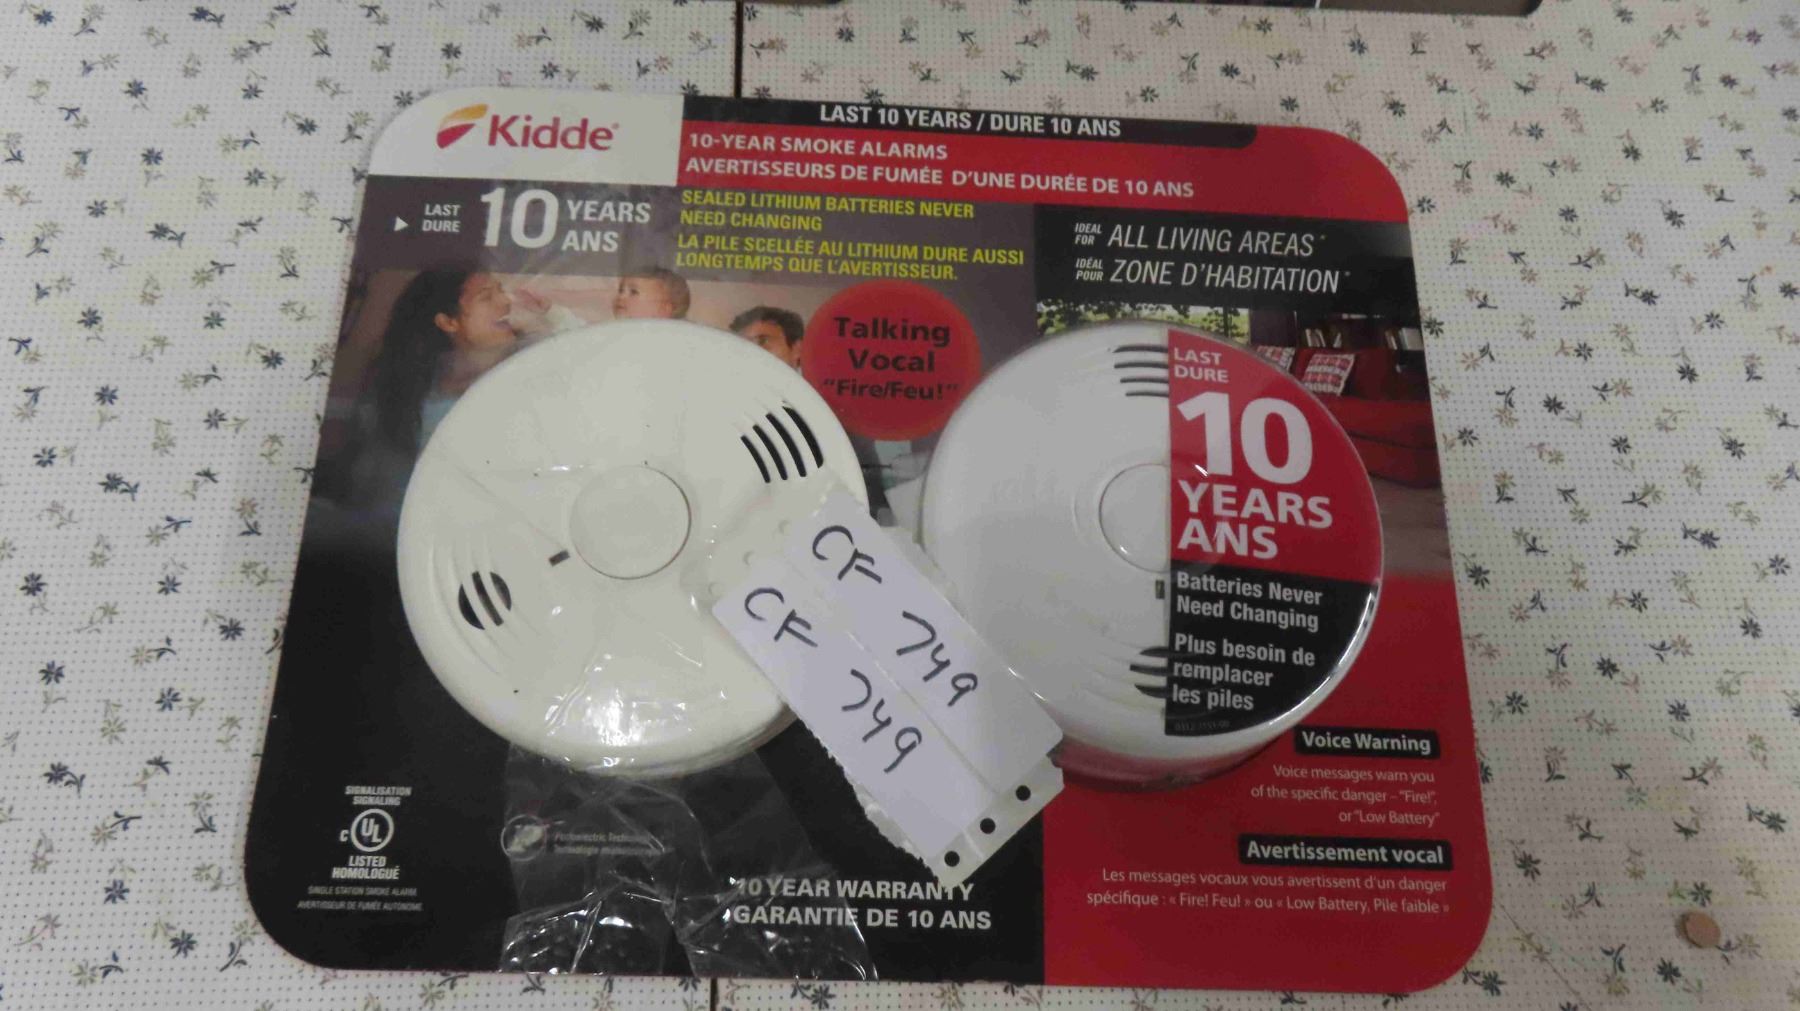 Kidde
LAST 10 YEARS / DURE 10 ANS
10-YEAR SMOKE ALARMS
AVERTISSEURS DE FUMÉE D'UNE DURÉE DE 10 ANS
LAST
DURE
10
YEARS
ANS
SEALED LITHIUM BATTERIES NEVER
NEED CHANGING
LA PILE SCELLÉE AU LITHIUM DURE AUSSI
LONGTEMPS QUE L'AVERTISSEUR.
IDEAL
FOR
ALL LIVING AREAS*
IDÉAL
POUR
ZONE D'HABITATION*
Talking
Vocal
"Fire/Feu!"
LAST
DURE
10
YEARS
ANS
Batteries Never
Need Changing
Plus besoin de
remplacer
les piles
CF 749
CF 749
Voice Warning
Voice messages warn you
of the specific danger – "Fire!",
or "Low Battery"
Avertissement vocal
Les messages vocaux vous avertissent d'un danger
spécifique : « Fire! Feu! » ou « Low Battery, Pile faible »
SIGNALISATION
SIGNALING
C UL
LISTED
HOMOLOGUÉ
SINGLE STATION SMOKE ALARM
AVERTISSEUR DE FUMÉE AUTONOME
10 YEAR WARRANTY
GARANTIE DE 10 ANS